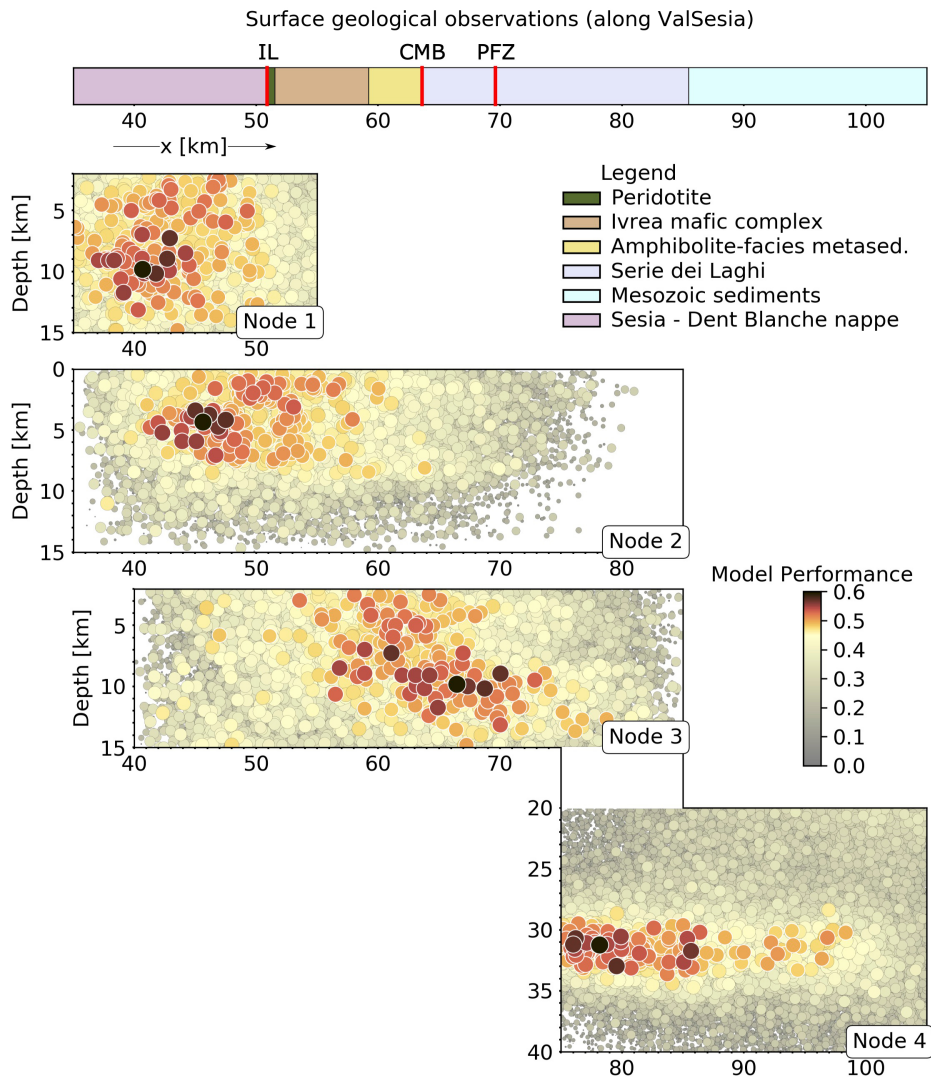 Surface geological observations (along ValSesia)
IL CMB PFZ
40 50 60 70 80 90 100
x [km]
Legend
Peridotite
Ivrea mafic complex
Amphibolite-facies metased.
Serie dei Laghi
Mesozoic sediments
Sesia - Dent Blanche nappe
Depth [km]
5
10
15
40 50
Node 1
Depth [km]
0
5
10
15
40 50 60 70 80
Node 2
Depth [km]
5
10
15
40 50 60 70
Node 3
Model Performance
0.6
0.5
0.4
0.3
0.2
0.1
0.0
20
25
30
35
40
80 90 100
Node 4